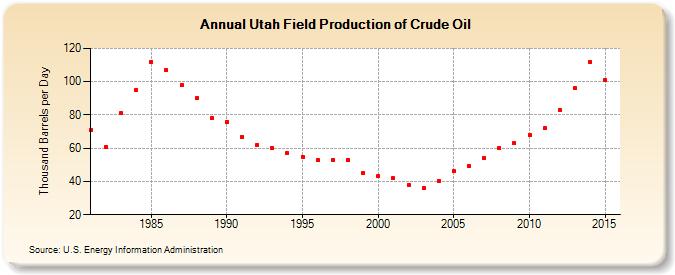 Annual Utah Field Production of Crude Oil
Thousand Barrels per Day
120
100
80
60
40
20
1985 1990 1995 2000 2005 2010 2015
Source: U.S. Energy Information Administration